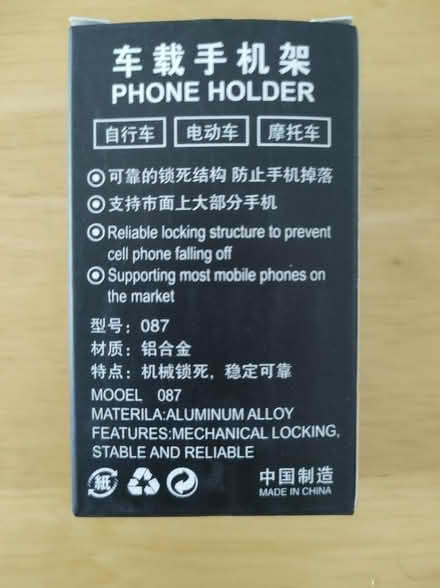 车载手机架
PHONE HOLDER
自行车 电动车 摩托车
可靠的锁死结构 防止手机掉落
支持市面上大部分手机
Reliable locking structure to prevent
cell phone falling off
Supporting most mobile phones on
the market
型号：087
材质：铝合金
特点：机械锁死，稳定可靠
MOOEL 087
MATERILA:ALUMINUM ALLOY
FEATURES:MECHANICAL LOCKING,
STABLE AND RELIABLE
紙
中国制造
MADE IN CHINA